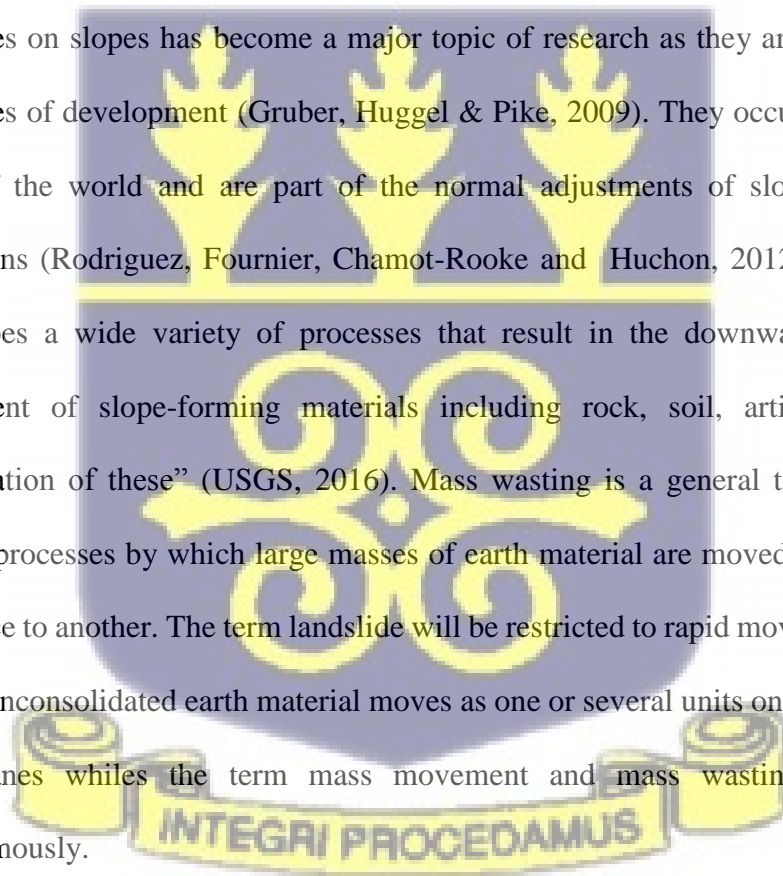 es on slopes has become a major topic of research as they ar
es of development (Gruber, Huggel & Pike, 2009). They occu
f the world and are part of the normal adjustments of slo
ns (Rodriguez, Fournier, Chamot-Rooke and Huchon, 2012
es a wide variety of processes that result in the downwa
ent of slope-forming materials including rock, soil, arti
ation of these” (USGS, 2016). Mass wasting is a general t
processes by which large masses of earth material are moved
e to another. The term landslide will be restricted to rapid mov
nconsolidated earth material moves as one or several units on
nes whiles the term mass movement and mass wastin
mously.
INTEGRI PROCEDAMUS